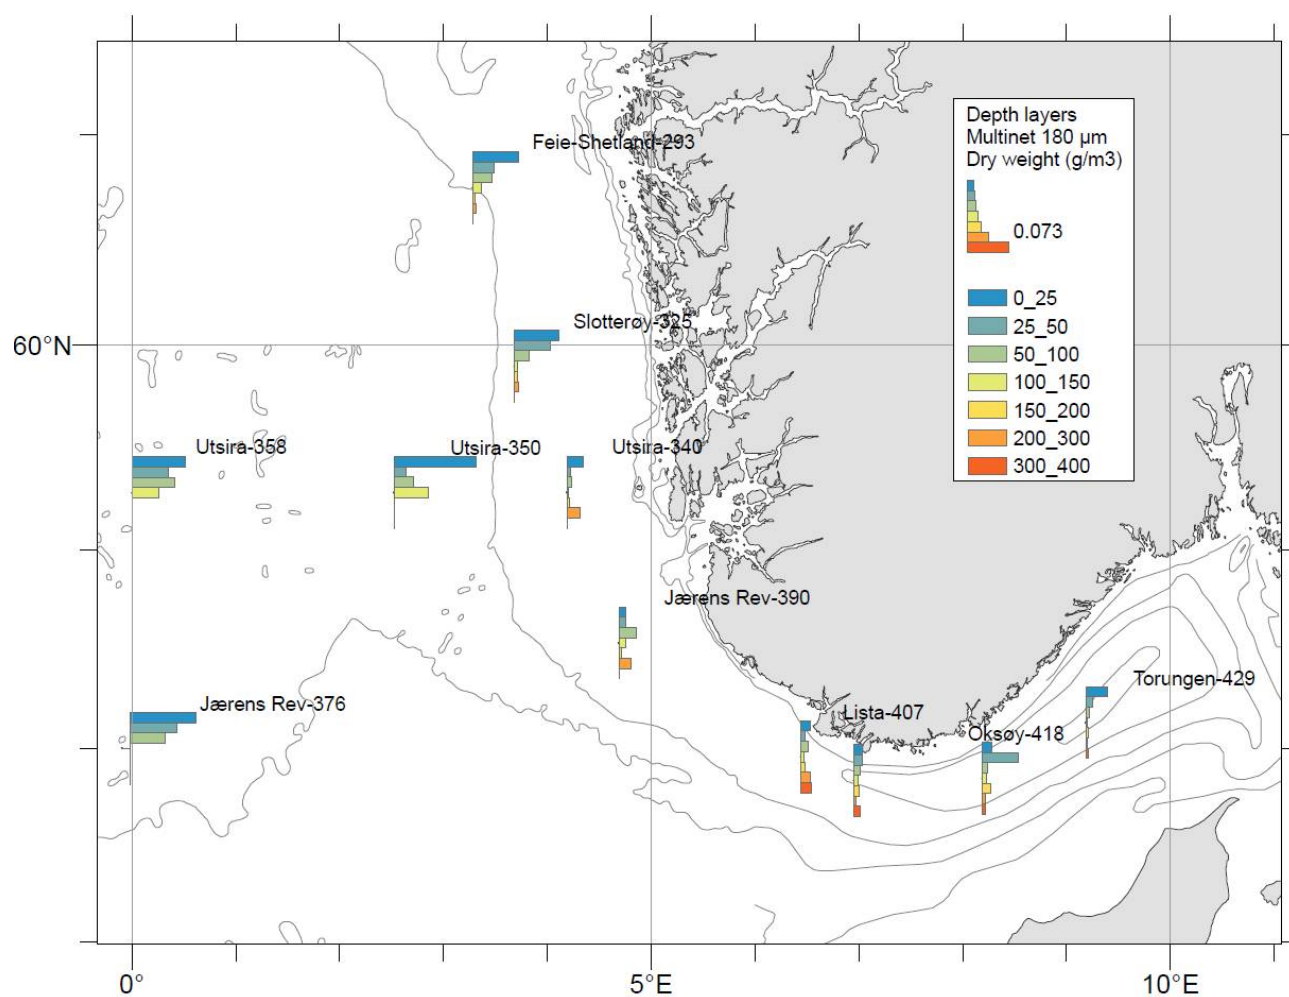 Depth layers
Multinet 180 µm
Dry weight (g/m3)
0.073
0_25
25_50
50_100
100_150
150_200
200_300
300_400
Feie-Shetland-293
Slotterøy-325
60°N
Utsira-358
Utsira-350
Utsira-340
Jærens Rev-390
Jærens Rev-376
Torungen-429
Lista-407
Oksøy-418
0°
5°E
10°E